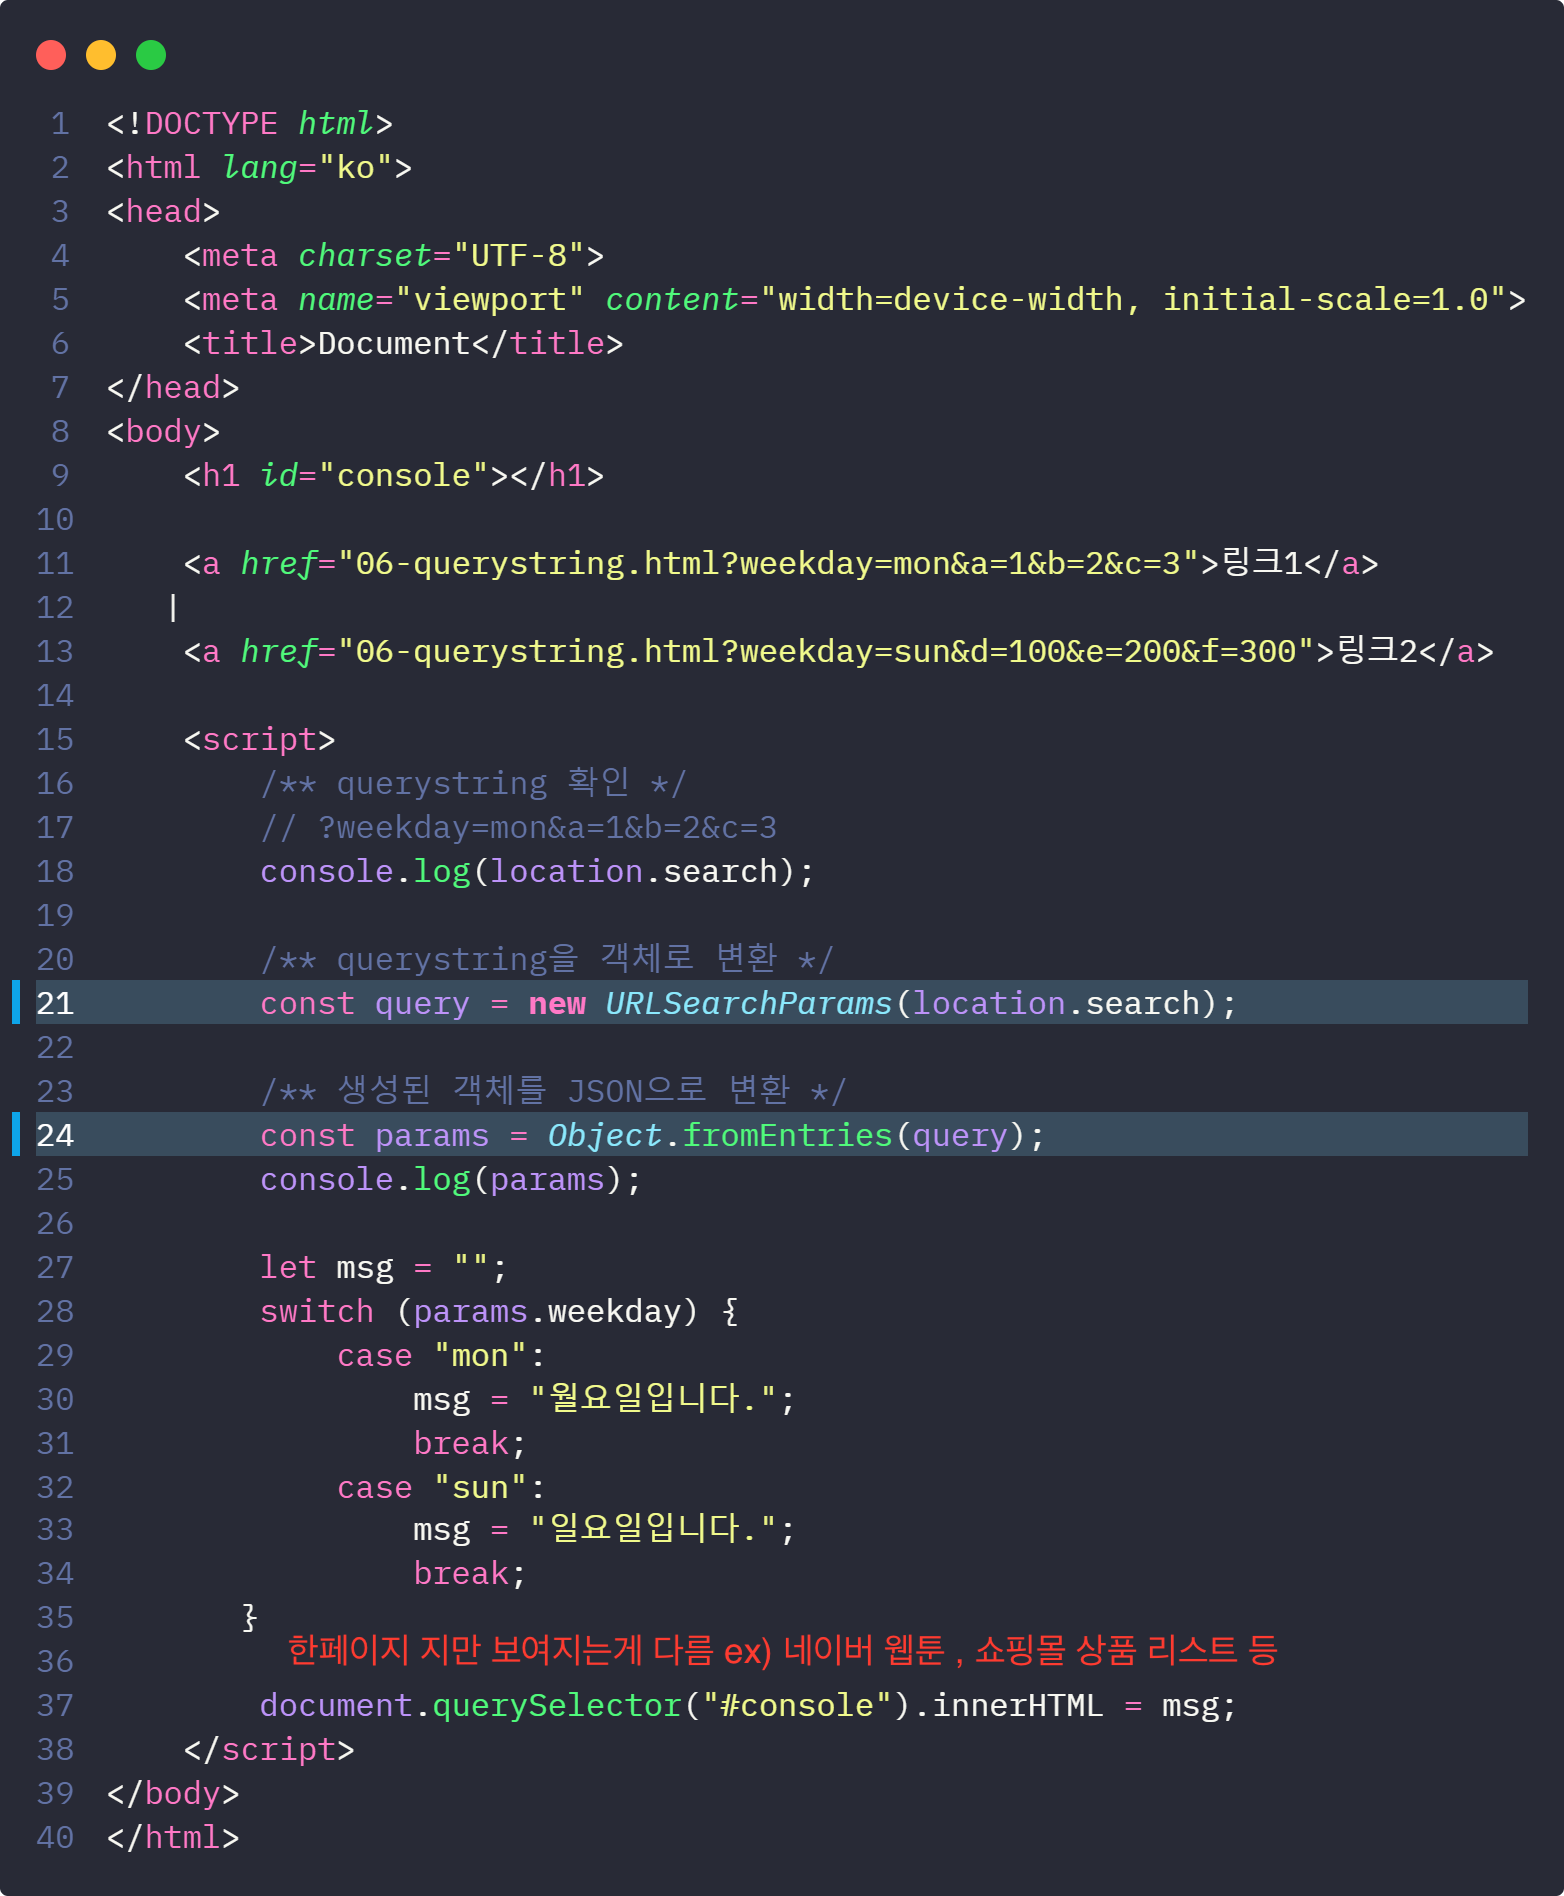 1 <!DOCTYPE html>
2 <html lang="ko">
3 <head>
4     <meta charset="UTF-8">
5     <meta name="viewport" content="width=device-width, initial-scale=1.0">
6     <title>Document</title>
7 </head>
8 <body>
9     <h1 id="console"></h1>
10
11     <a href="06-querystring.html?weekday=mon&a=1&b=2&c=3">링크1</a>
12    |
13     <a href="06-querystring.html?weekday=sun&d=100&e=200&f=300">링크2</a>
14
15     <script>
16         /** querystring 확인 */
17         // ?weekday=mon&a=1&b=2&c=3
18         console.log(location.search);
19
20         /** querystring을 객체로 변환 */
21         const query = new URLSearchParams(location.search);
22
23         /** 생성된 객체를 JSON으로 변환 */
24         const params = Object.fromEntries(query);
25         console.log(params);
26
27         let msg = "";
28         switch (params.weekday) {
29             case "mon":
30                 msg = "월요일입니다.";
31                 break;
32             case "sun":
33                 msg = "일요일입니다.";
34                 break;
35        }
36         한페이지 지만 보여지는게 다름 ex) 네이버 웹툰 , 쇼핑몰 상품 리스트 등
37         document.querySelector("#console").innerHTML = msg;
38     </script>
39 </body>
40 </html>